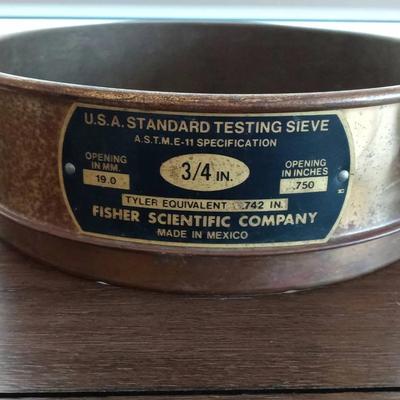 U.S.A. STANDARD TESTING SIEVE
A.S.T.M. E-11 SPECIFICATION
OPENING
IN MM.
19.0
3/4 IN.
OPENING
IN INCHES
.750
TYLER EQUIVALENT .742 IN.
FISHER SCIENTIFIC COMPANY
MADE IN MEXICO